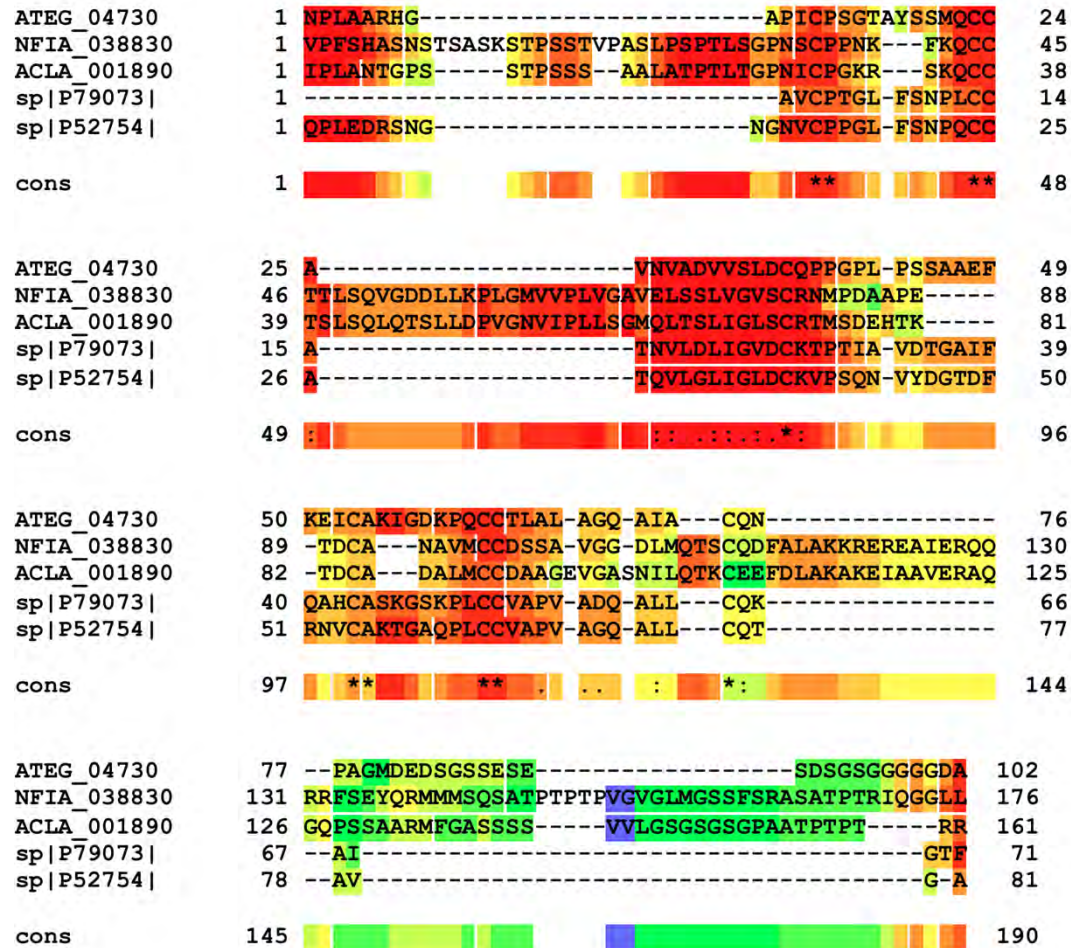 ATEG_04730 1 NPLAARHG------------------------APICPSGTAYSSMQCC 24
NFIA_038830 1 VPFSHASNSTSASKSTPSSTVPASLPSPTLSGPNSCPPNK---FKQCC 45
ACLA_001890 1 IPLANTGPS-----STPSSS--AALATPTLTGPNICPGKR---SKQCC 38
sp|P79073| 1 ---------------------------------AVCPTGL-FSNPLCC 14
sp|P52754| 1 QPLEDRSNG----------------------NGNVCPPGL-FSNPQCC 25
cons 1 ** ** 48
ATEG_04730 25 A----------------------VNVADVVSLDCQPPGPL-PSSAAEF 49
NFIA_038830 46 TTLSQVGDDLLKPLGMVVPLVGAVELSSLVGVSCRNMPDAAPE----- 88
ACLA_001890 39 TSLSQLQTSLLDPVGNVIPLLSGMQLTSLIGLSCRTMSDEHTK----- 81
sp|P79073| 15 A----------------------TNVLDLIGVDCKTPTIA-VDTGAIF 39
sp|P52754| 26 A----------------------TQVLGLIGLDCKVPSQN-VYDGTDF 50
cons 49 : :: .::.:.*: 96
ATEG_04730 50 KEICAKIGDKPQCCTLAL-AGQ-AIA---CQN---------------- 76
NFIA_038830 89 -TDCA---NAVMCCDSSA-VGG-DLMQTSCQDFALAKKREREAIERQQ 130
ACLA_001890 82 -TDCA---DALMCCDAAGEVGASNILQTKCEEFDLAKAKEIAAVERAQ 125
sp|P79073| 40 QAHCASKGSKPLCCVAPV-ADQ-ALL---CQK---------------- 66
sp|P52754| 51 RNVCAKTGAQPLCCVAPV-AGQ-ALL---CQT---------------- 77
cons 97 ** ** . .. : *: 144
ATEG_04730 77 --PAGMDEDSGSSESE------------------SDSGSGGGGGDA 102
NFIA_038830 131 RRFSEYQRMMMSQSATPTPTPVGVGLMGSSFSRASATPTRIQGGLL 176
ACLA_001890 126 GQPSSAARMFGASSSS-----VVLGSGSGSGPAATPTPT-----RR 161
sp|P79073| 67 --AI---------------------------------------GTF 71
sp|P52754| 78 --AV---------------------------------------G-A 81
cons 145 190